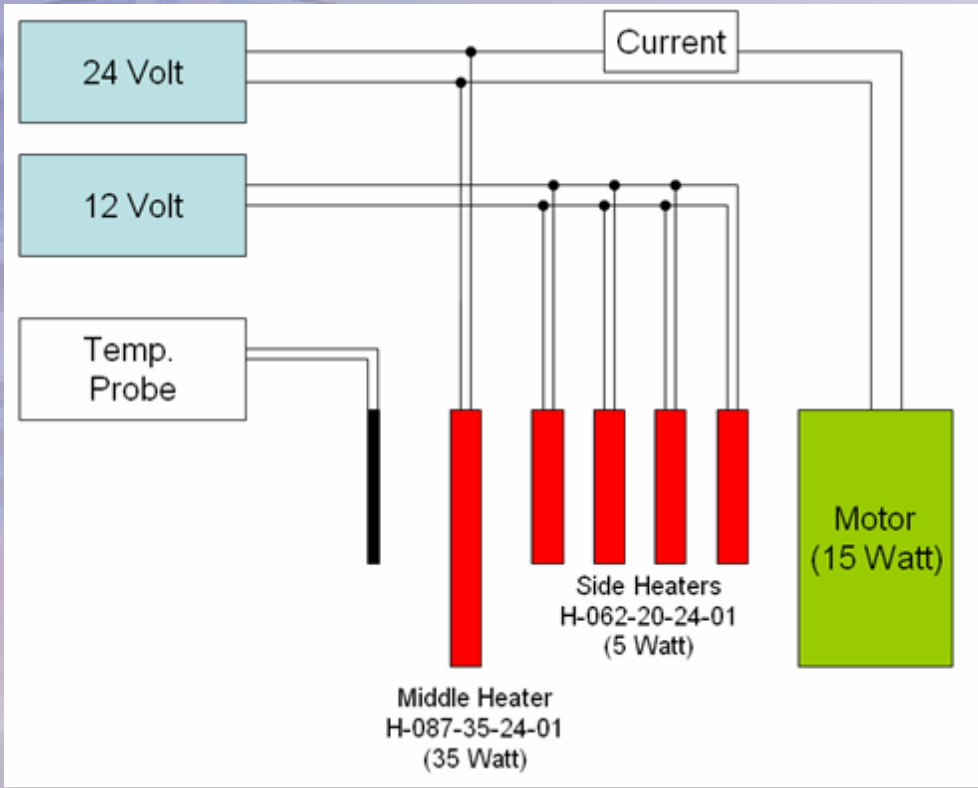 24 Volt
Current
12 Volt
Temp.
Probe
Motor
(15 Watt)
Side Heaters
H-062-20-24-01
(5 Watt)
Middle Heater
H-087-35-24-01
(35 Watt)